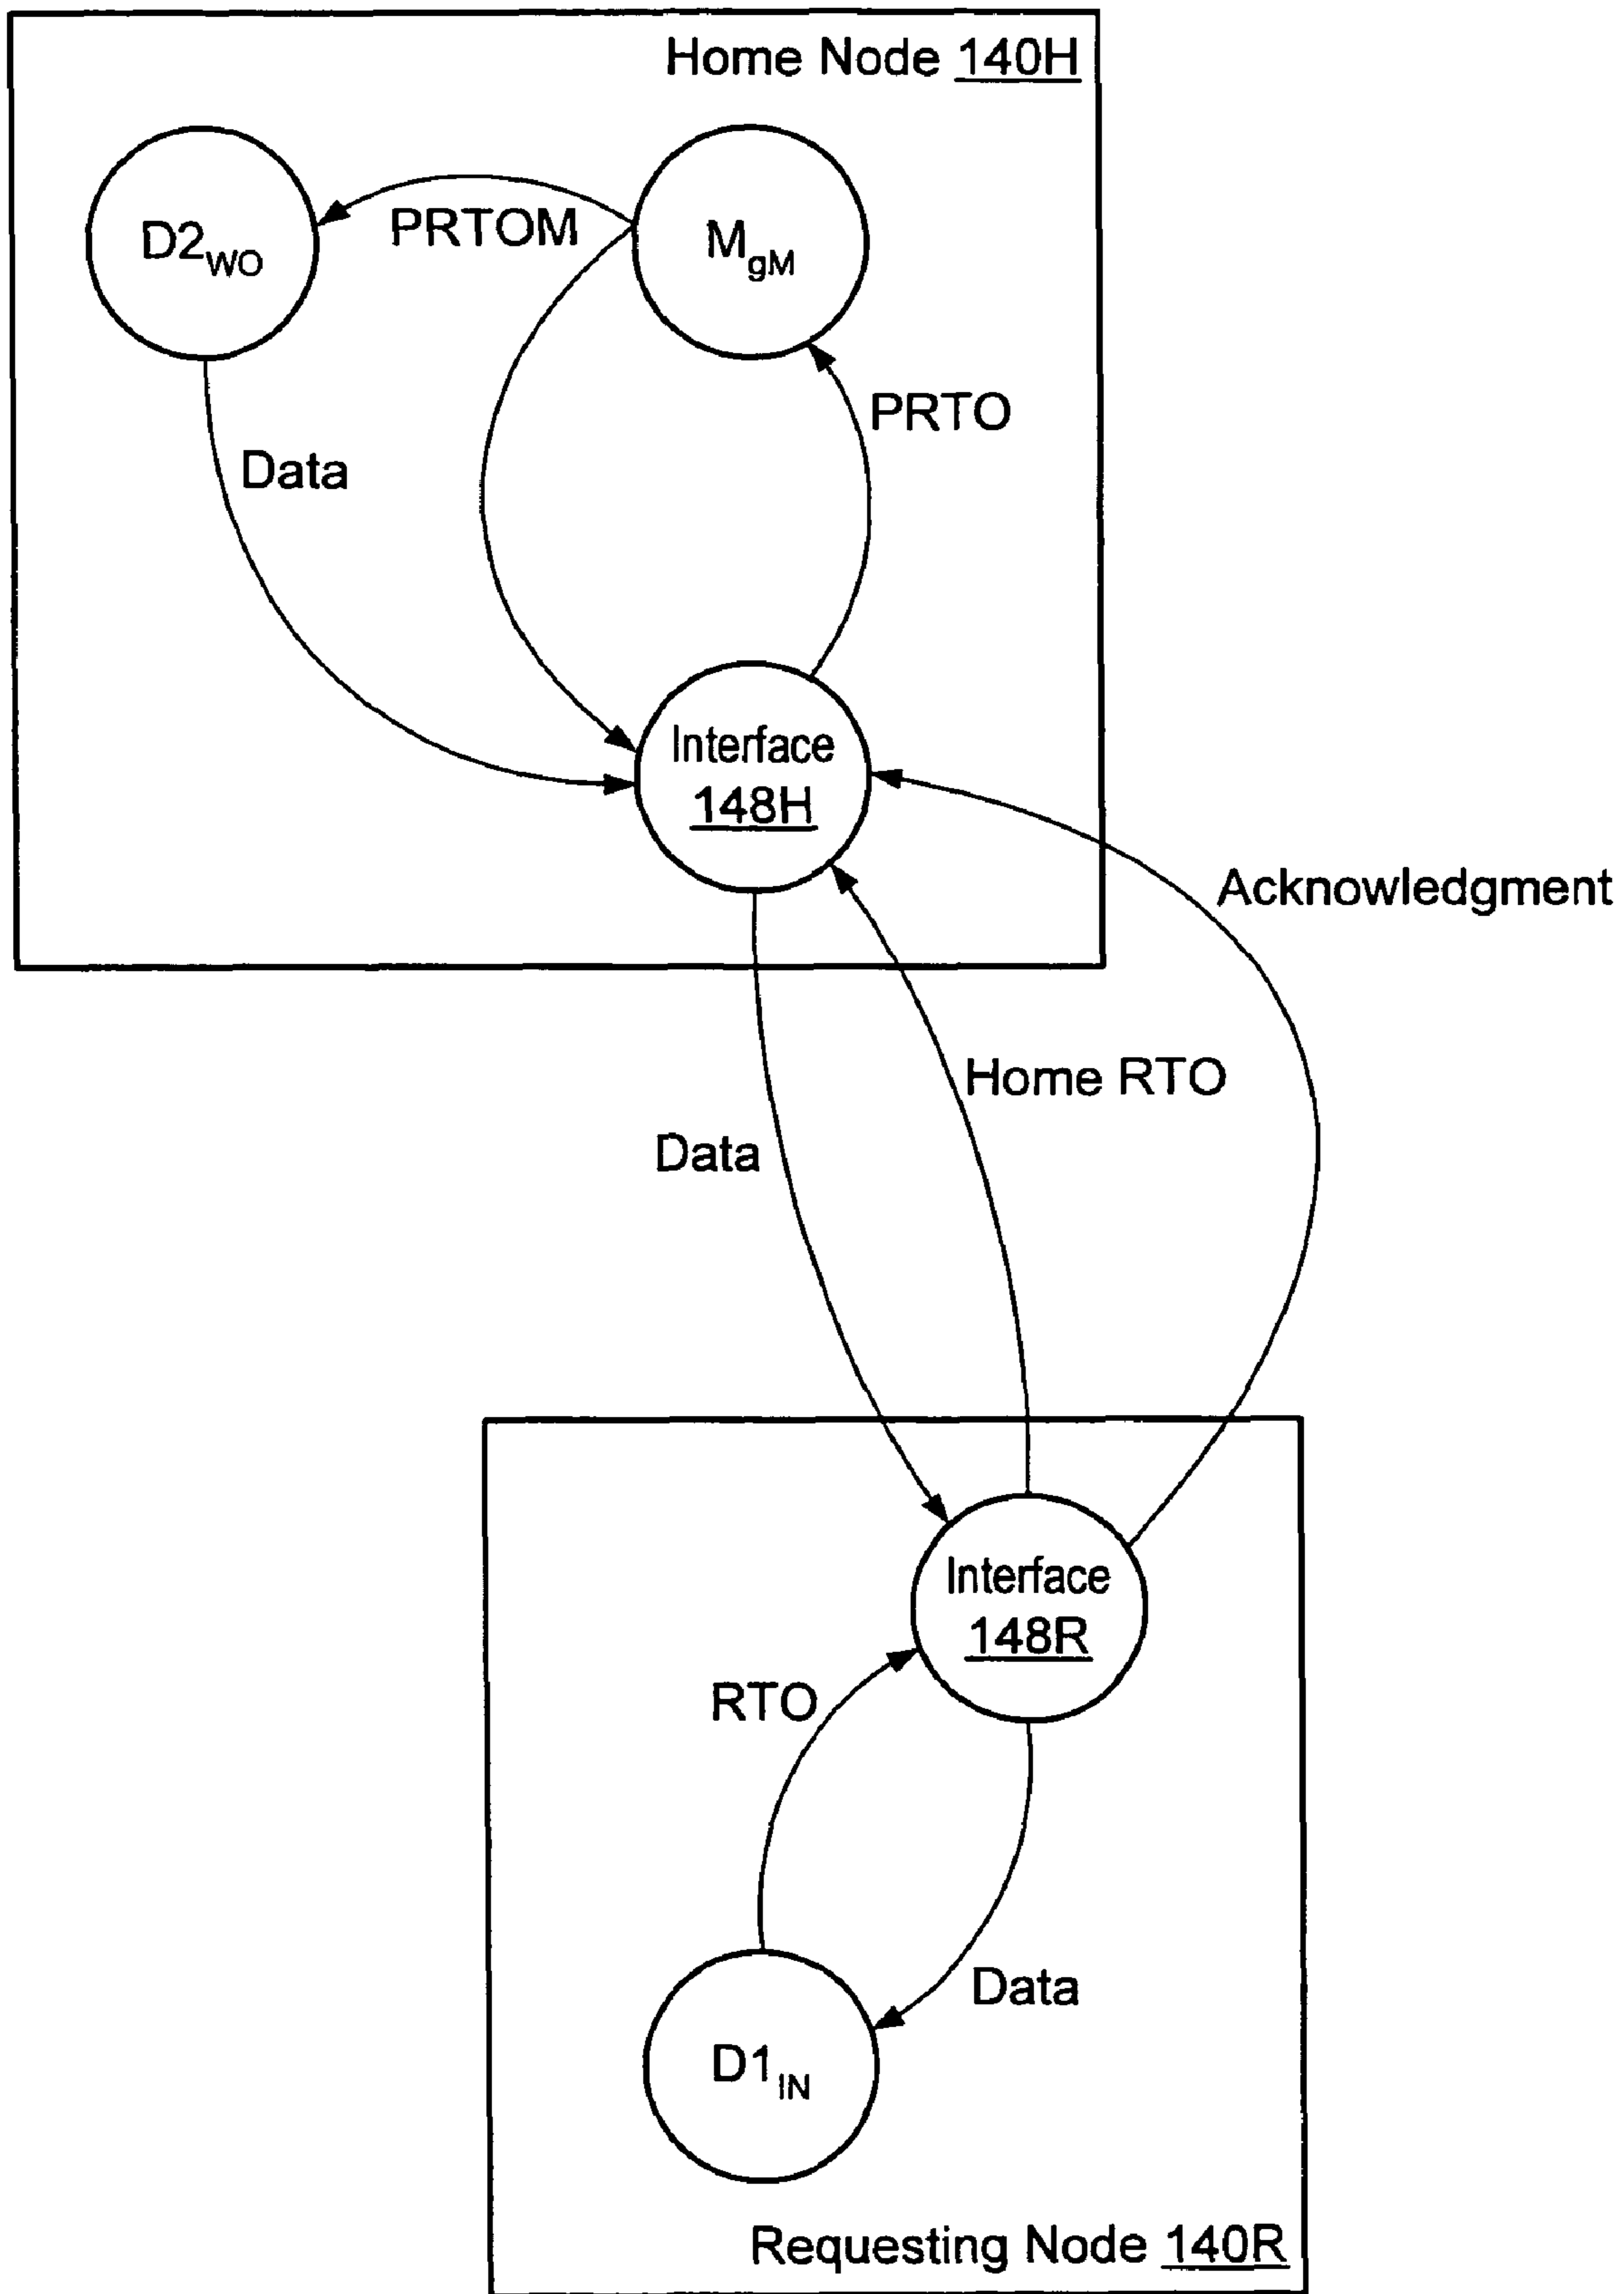 Home Node 140H
D2WO
PRTOM
MgM
PRTO
Data
Interface
148H
Acknowledgment
Home RTO
Data
Interface
148R
RTO
Data
D1IN
Requesting Node 140R